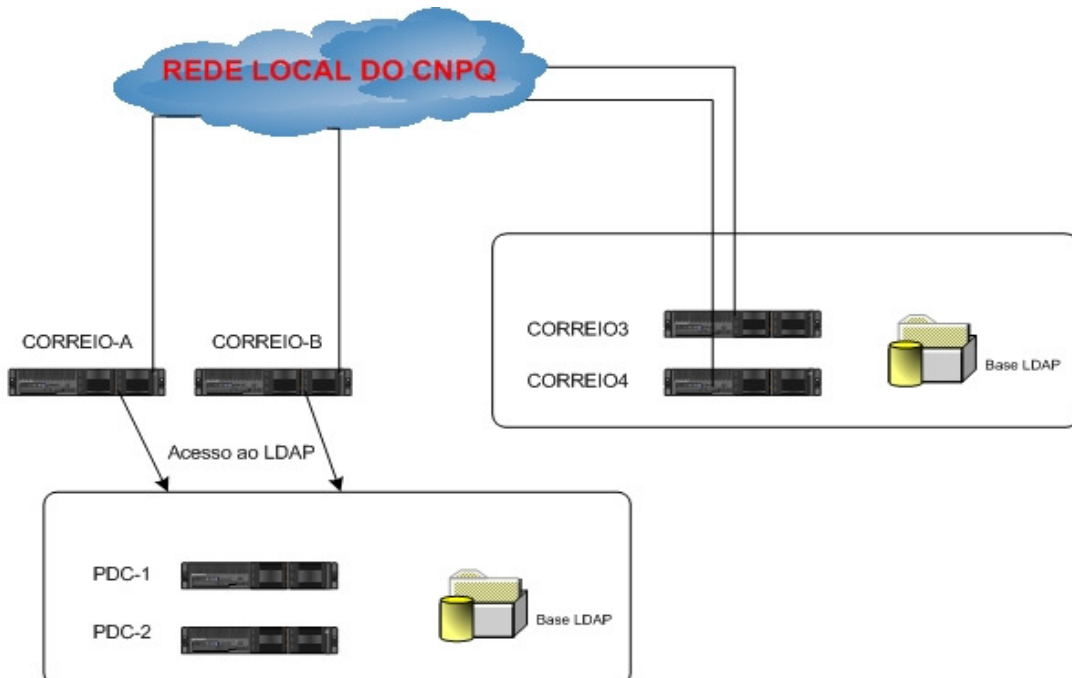 REDE LOCAL DO CNPQ
CORREIO-A
CORREIO-B
CORREIO3
CORREIO4
Base LDAP
Acesso ao LDAP
PDC-1
PDC-2
Base LDAP